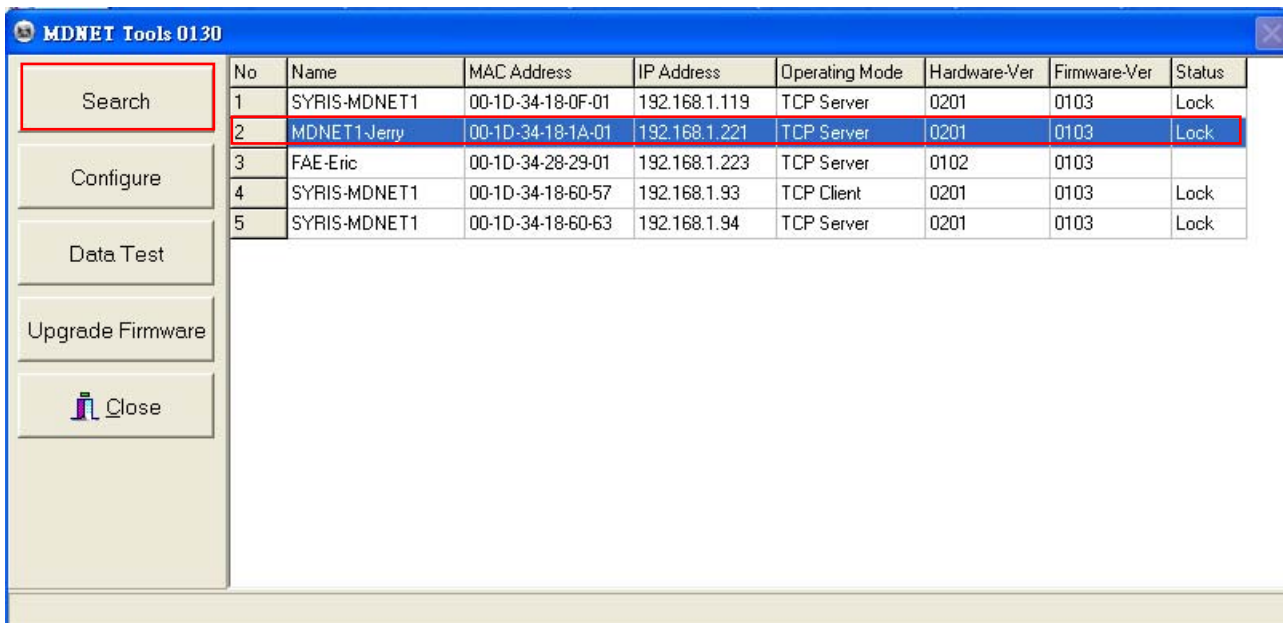 MDNET Tools 0130
Search
Configure
Data Test
Upgrade Firmware
Close
No Name MAC Address IP Address Operating Mode Hardware-Ver Firmware-Ver Status
1 SYRIS-MDNET1 00-1D-34-18-0F-01 192.168.1.119 TCP Server 0201 0103 Lock
2 MDNET1-Jerry 00-1D-34-18-1A-01 192.168.1.221 TCP Server 0201 0103 Lock
3 FAE-Eric 00-1D-34-28-29-01 192.168.1.223 TCP Server 0102 0103
4 SYRIS-MDNET1 00-1D-34-18-60-57 192.168.1.93 TCP Client 0201 0103 Lock
5 SYRIS-MDNET1 00-1D-34-18-60-63 192.168.1.94 TCP Server 0201 0103 Lock